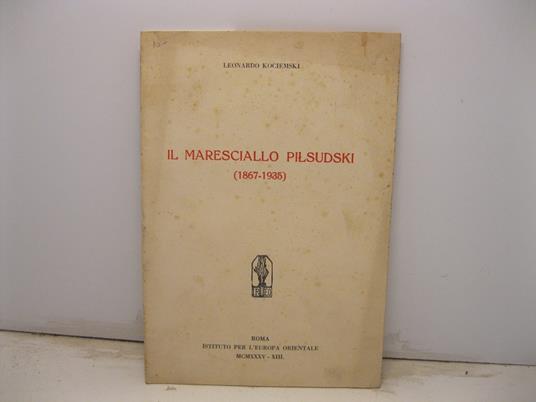 LEONARDO KOCIEMSKI
IL MARESCIALLO PIŁSUDSKI
(1867-1935)
ROMA
ISTITUTO PER L'EUROPA ORIENTALE
MCMXXXV - XIII.